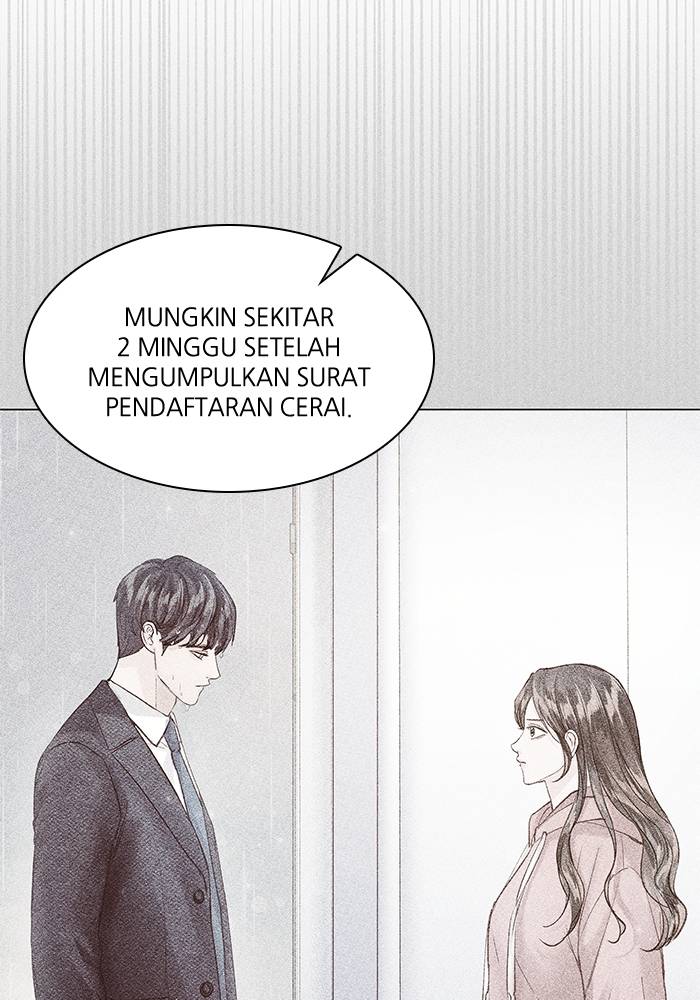 MUNGKIN SEKITAR
2 MINGGU SETELAH
MENGUMPULKAN SURAT
PENDAFTARAN CERAI.